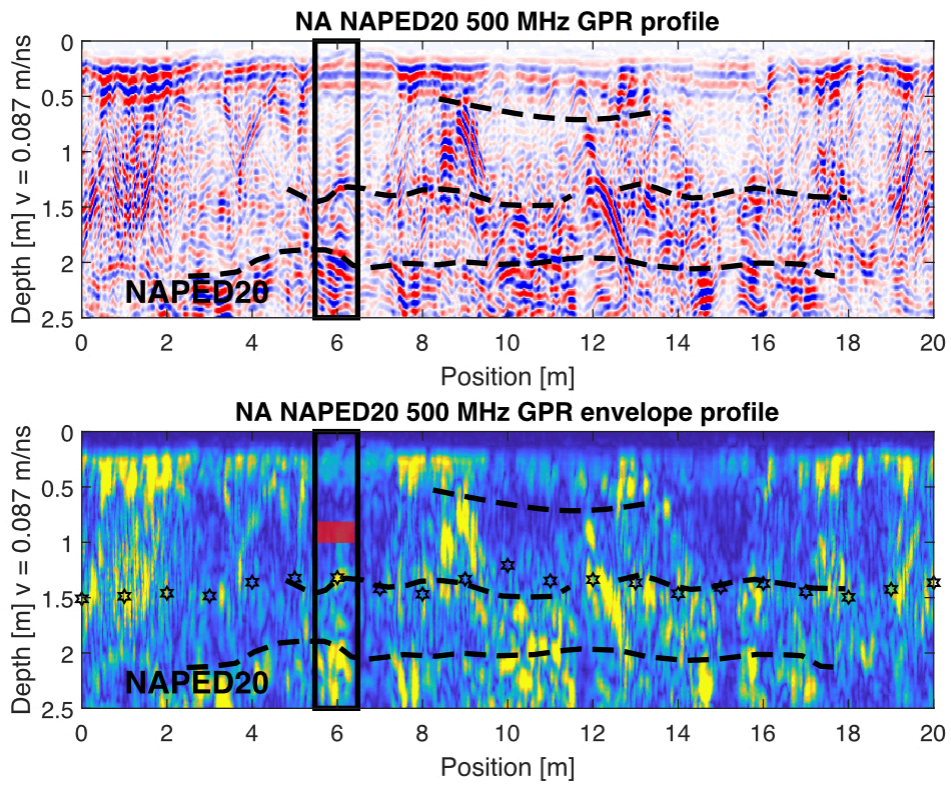 NA NAPED20 500 MHz GPR profile
0
0.5
1
1.5
2
2.5
Depth [m] v = 0.087 m/ns
NAPED20
0 2 4 6 8 10 12 14 16 18 20
Position [m]
NA NAPED20 500 MHz GPR envelope profile
0
0.5
1
1.5
2
2.5
Depth [m] v = 0.087 m/ns
NAPED20
0 2 4 6 8 10 12 14 16 18 20
Position [m]